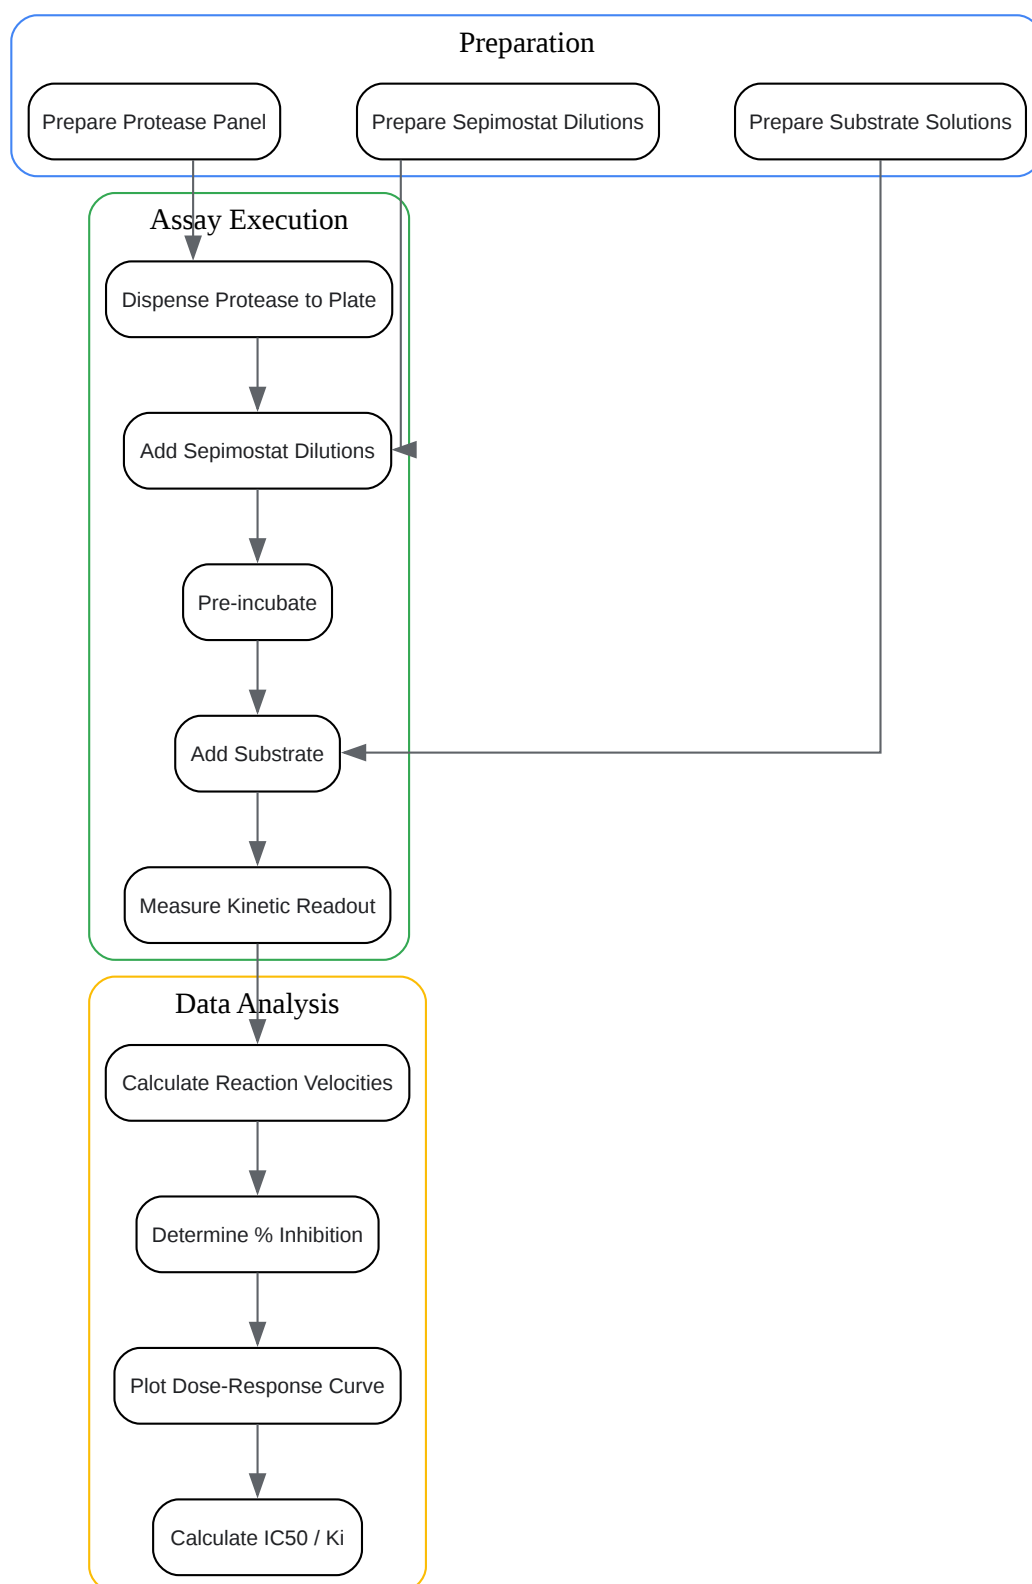 Preparation
Prepare Protease Panel
Prepare Sepimostat Dilutions
Prepare Substrate Solutions
Assay Execution
Dispense Protease to Plate
Add Sepimostat Dilutions
Pre-incubate
Add Substrate
Measure Kinetic Readout
Data Analysis
Calculate Reaction Velocities
Determine % Inhibition
Plot Dose-Response Curve
Calculate IC50 / Ki